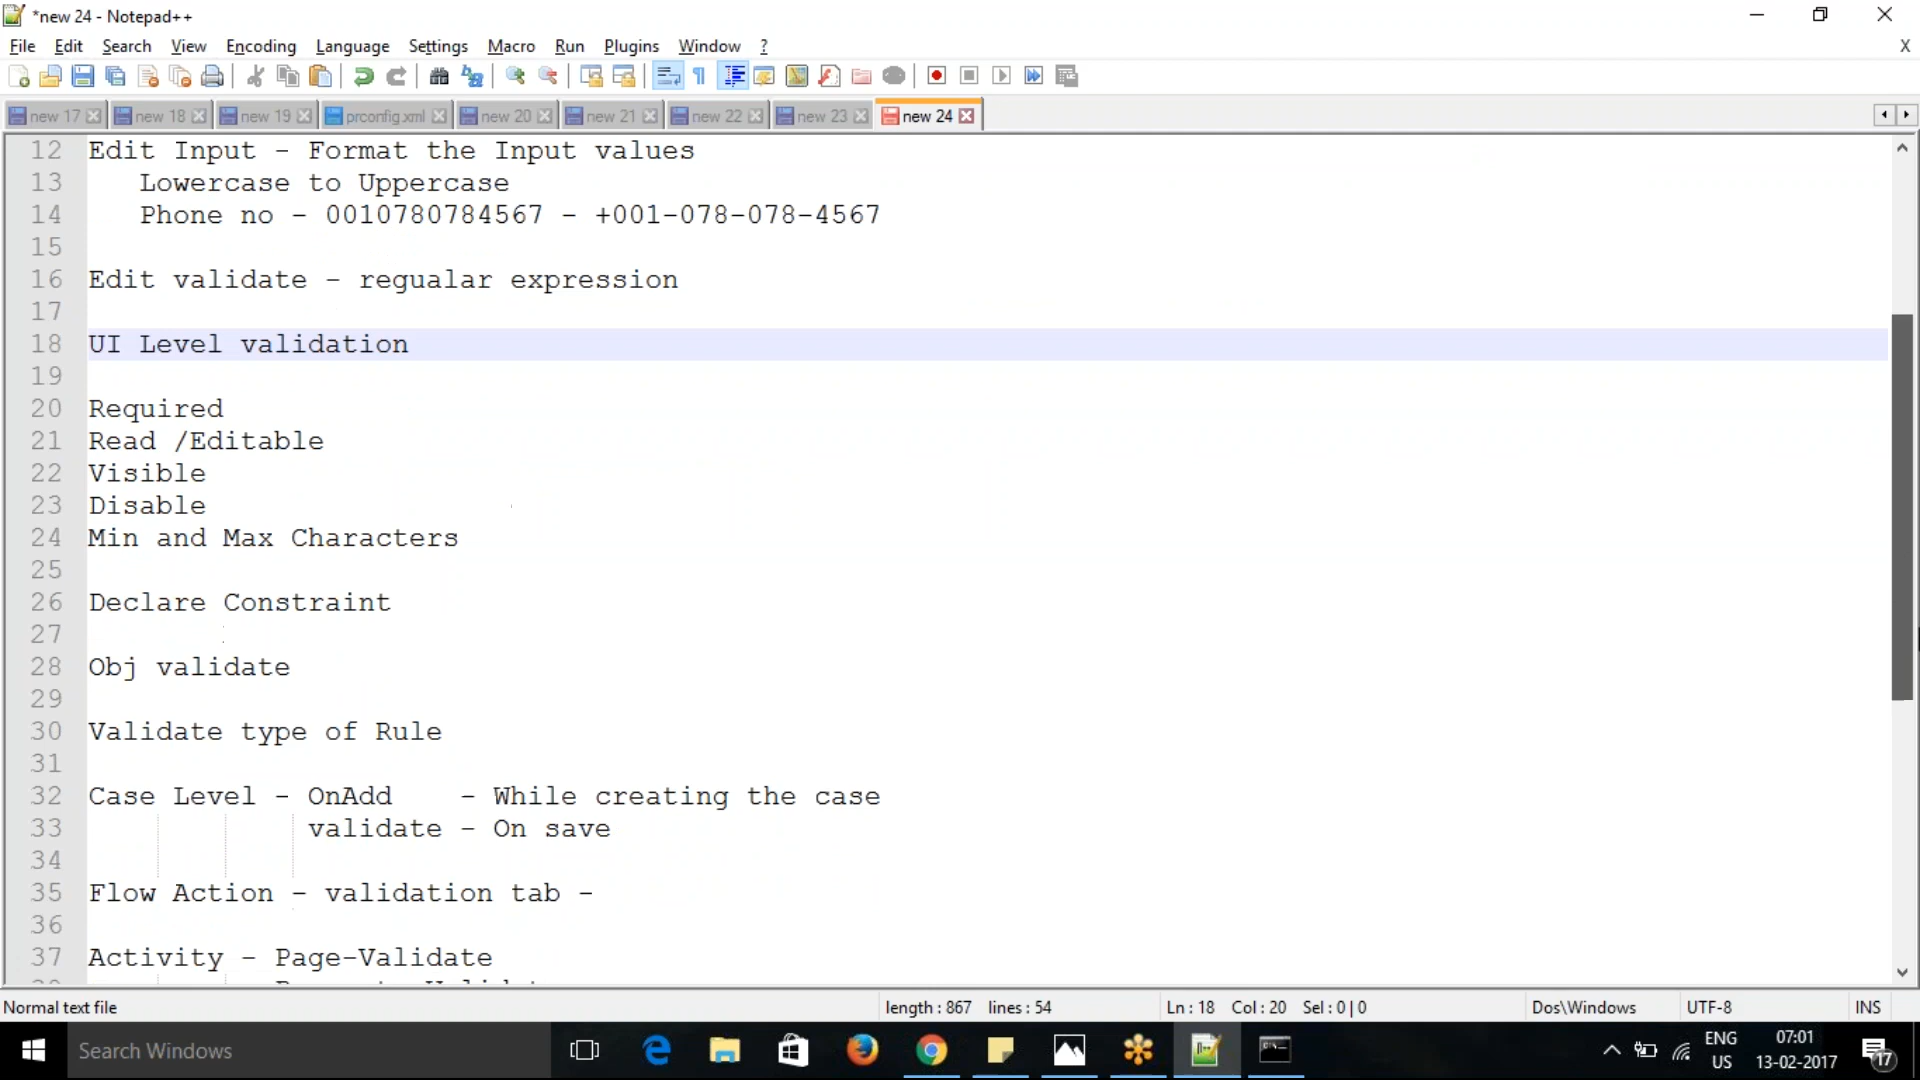 *new 24 - Notepad++
File Edit Search View Encoding Language Settings Macro Run Plugins Window ? X
new 17 new 18 new 19 prconfig.xml new 20 new 21 new 22 new 23 new 24
12 Edit Input - Format the Input values
13 Lowercase to Uppercase
14 Phone no - 0010780784567 - +001-078-078-4567
15
16 Edit validate - regualar expression
17
18 UI Level validation
19
20 Required
21 Read /Editable
22 Visible
23 Disable
24 Min and Max Characters
25
26 Declare Constraint
27
28 Obj validate
29
30 Validate type of Rule
31
32 Case Level - OnAdd - While creating the case
33 validate - On save
34
35 Flow Action - validation tab -
36
37 Activity - Page-Validate
Normal text file length : 867 lines : 54 Ln : 18 Col : 20 Sel : 0 | 0 Dos\Windows UTF-8 INS
Search Windows
ENG 07:01
US 13-02-2017 17